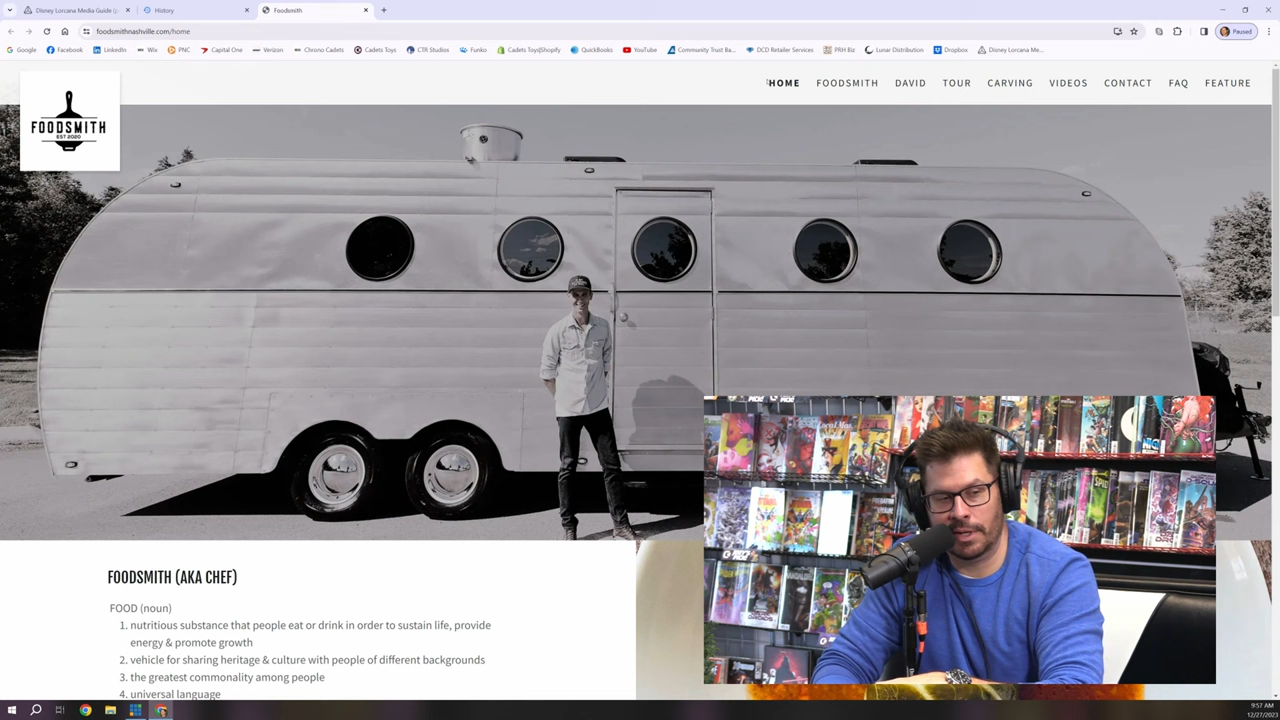 Disney Lorcana Media Guide (
History
Foodsmith
foodsmithnashville.com/home
Paused
Google
Facebook
LinkedIn
Wix
PNC
Capital One
Verizon
Chrono Cadets
Cadets Toys
CTR Studios
Funko
QuickBooks
YouTube
Community Trust Ba...
DCD Retailer Services
PRH Biz
Lunar Distribution
Dropbox
Disney Lorcana Me...
FOODSMITH
EST 2020
HOME
FOODSMITH
DAVID
TOUR
CARVING
VIDEOS
CONTACT
FAQ
FEATURE
FOODSMITH (AKA CHEF)
FOOD (noun)
1. nutritious substance that people eat or drink in order to sustain life, provide
energy & promote growth
2. vehicle for sharing heritage & culture with people of different backgrounds
3. the greatest commonality among people
4. universal language
9:57 AM
12/27/2023